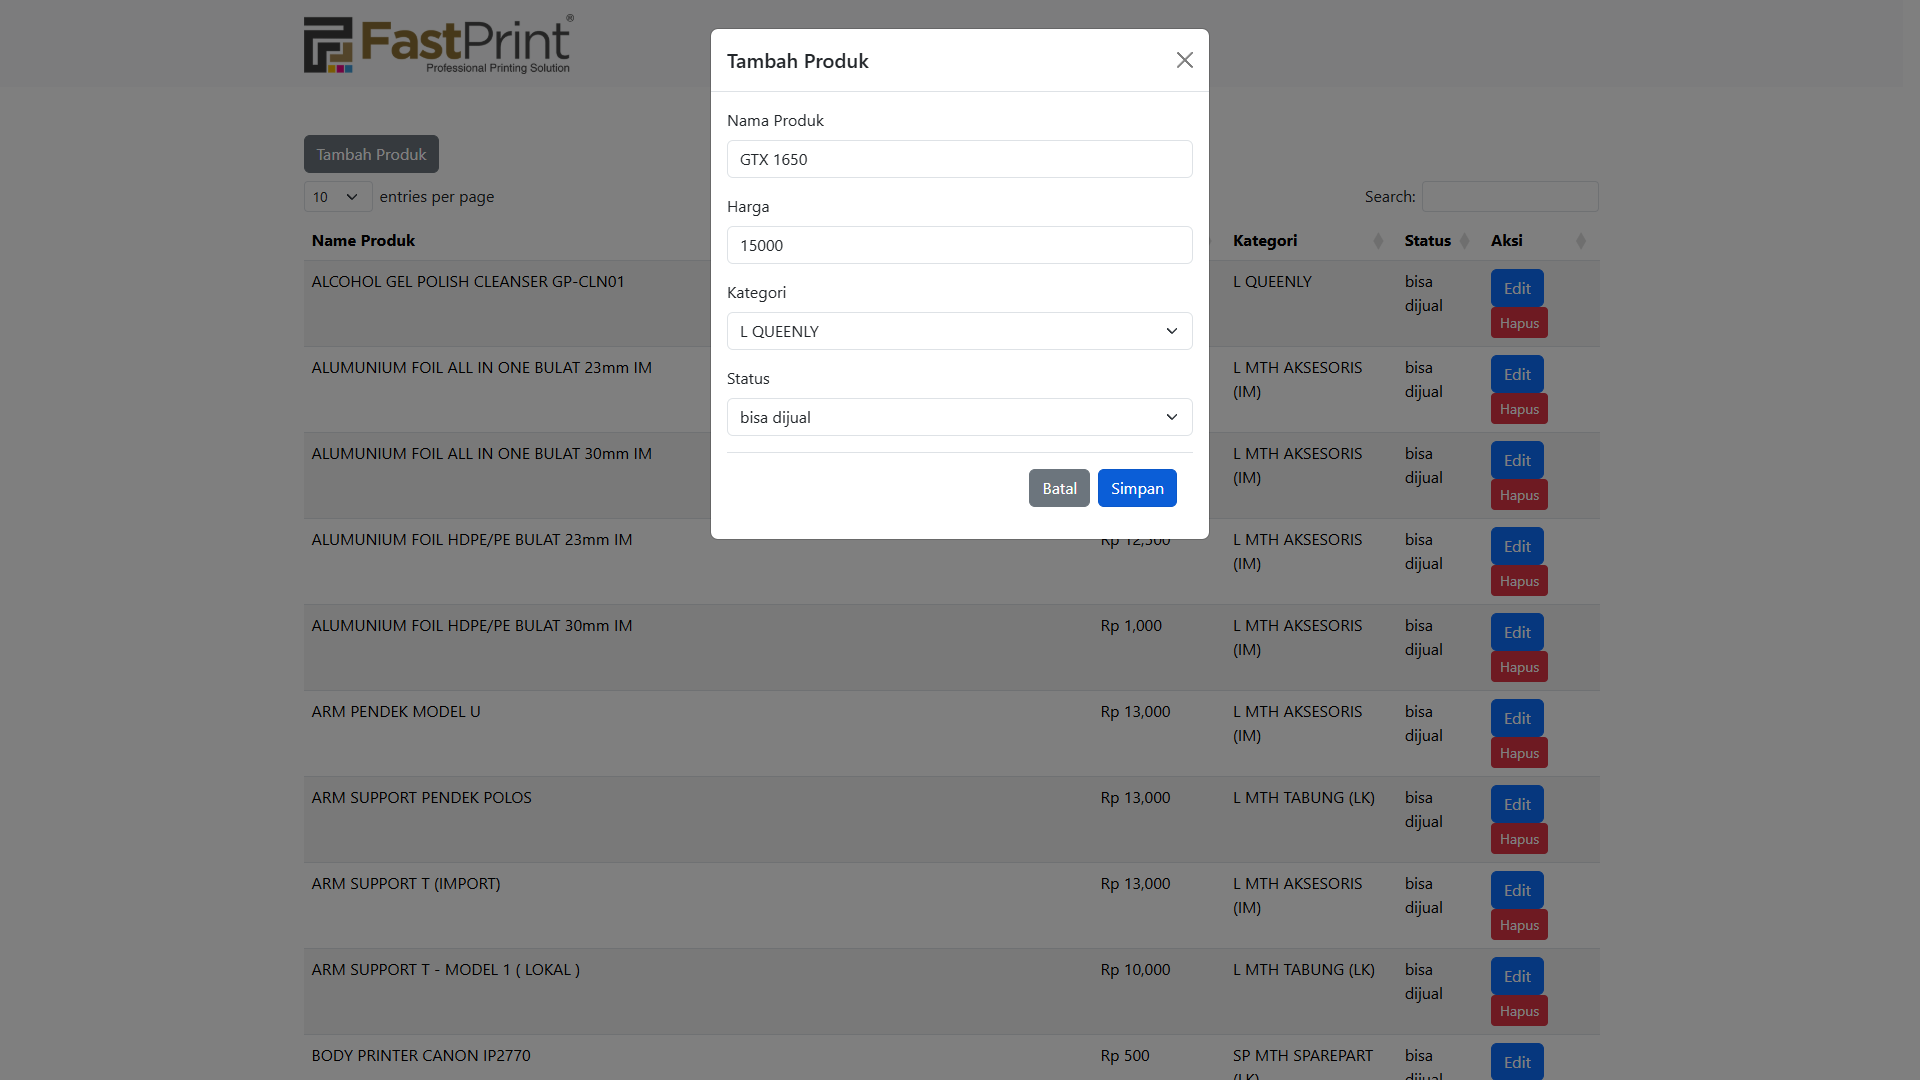 FastPrint®
Professional Printing Solution
Tambah Produk
Nama Produk
GTX 1650
Harga
15000
Kategori
L QUEENLY
Status
bisa dijual
Batal Simpan
Tambah Produk
10 entries per page Search:
Name Produk Kategori Status Aksi
ALCOHOL GEL POLISH CLEANSER GP-CLN01 L QUEENLY bisa Edit
dijual Hapus
ALUMUNIUM FOIL ALL IN ONE BULAT 23mm IM L MTH AKSESORIS bisa Edit
(IM) dijual Hapus
ALUMUNIUM FOIL ALL IN ONE BULAT 30mm IM L MTH AKSESORIS bisa Edit
(IM) dijual Hapus
ALUMUNIUM FOIL HDPE/PE BULAT 23mm IM Rp 12,500 L MTH AKSESORIS bisa Edit
(IM) dijual Hapus
ALUMUNIUM FOIL HDPE/PE BULAT 30mm IM Rp 1,000 L MTH AKSESORIS bisa Edit
(IM) dijual Hapus
ARM PENDEK MODEL U Rp 13,000 L MTH AKSESORIS bisa Edit
(IM) dijual Hapus
ARM SUPPORT PENDEK POLOS Rp 13,000 L MTH TABUNG (LK) bisa Edit
dijual Hapus
ARM SUPPORT T (IMPORT) Rp 13,000 L MTH AKSESORIS bisa Edit
(IM) dijual Hapus
ARM SUPPORT T - MODEL 1 ( LOKAL ) Rp 10,000 L MTH TABUNG (LK) bisa Edit
dijual Hapus
BODY PRINTER CANON IP2770 Rp 500 SP MTH SPAREPART bisa Edit
(LK) dijual